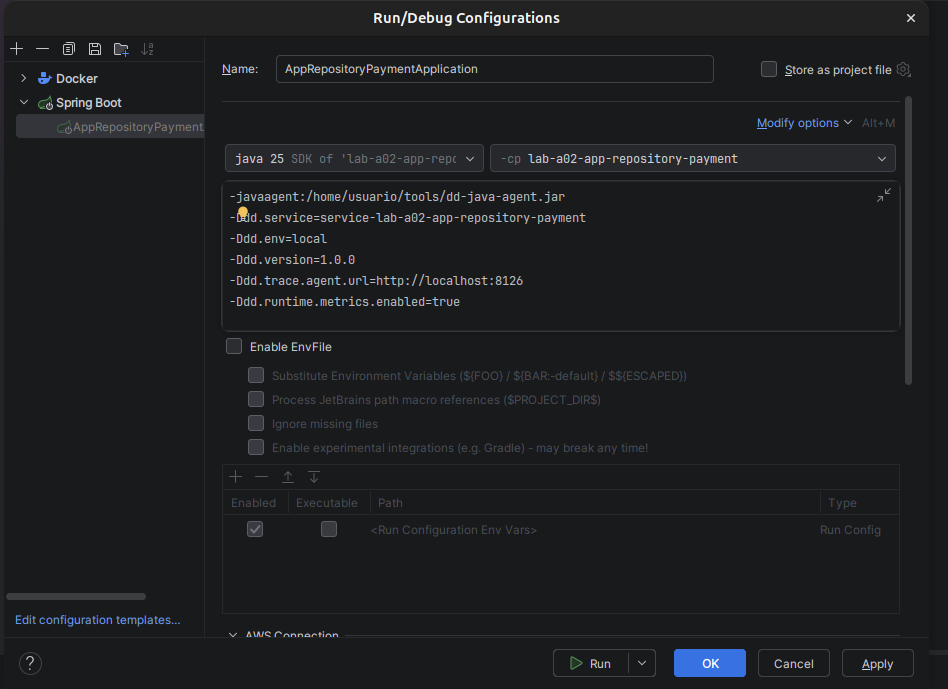 Run/Debug Configurations
Docker
Spring Boot
AppRepositoryPayment
Edit configuration templates...
Name: AppRepositoryPaymentApplication
Store as project file
Modify options Alt+M
java 25 SDK of 'lab-a02-app-repo
-cp lab-a02-app-repository-payment
-javaagent:/home/usuario/tools/dd-java-agent.jar
-Ddd.service=service-lab-a02-app-repository-payment
-Ddd.env=local
-Ddd.version=1.0.0
-Ddd.trace.agent.url=http://localhost:8126
-Ddd.runtime.metrics.enabled=true
Enable EnvFile
Substitute Environment Variables (${FOO} / ${BAR:-default} / $${ESCAPED})
Process JetBrains path macro references ($PROJECT_DIR$)
Ignore missing files
Enable experimental integrations (e.g. Gradle) - may break any time!
Enabled Executable Path Type
<Run Configuration Env Vars> Run Config
AWS Connection
? Run OK Cancel Apply